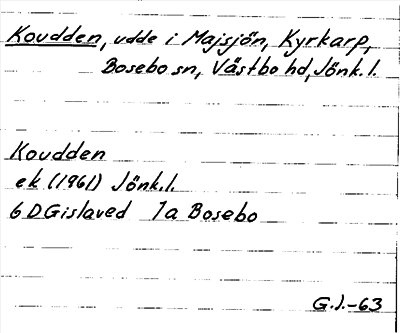 Koudden, udde i Majsjön, Kyrkarp,
Bosebo sn, Västbo hd, Jönk. l.
Koudden
ek (1961) Jönk. l.
6 D Gislaved 1a Bosebo
G.J.-63